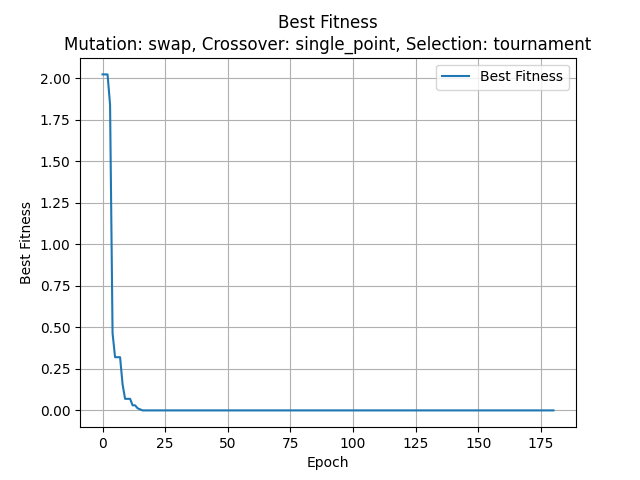 Best Fitness
Mutation: swap, Crossover: single_point, Selection: tournament
Best Fitness
2.00
1.75
1.50
1.25
1.00
0.75
0.50
0.25
0.00
Best Fitness
0 25 50 75 100 125 150 175
Epoch